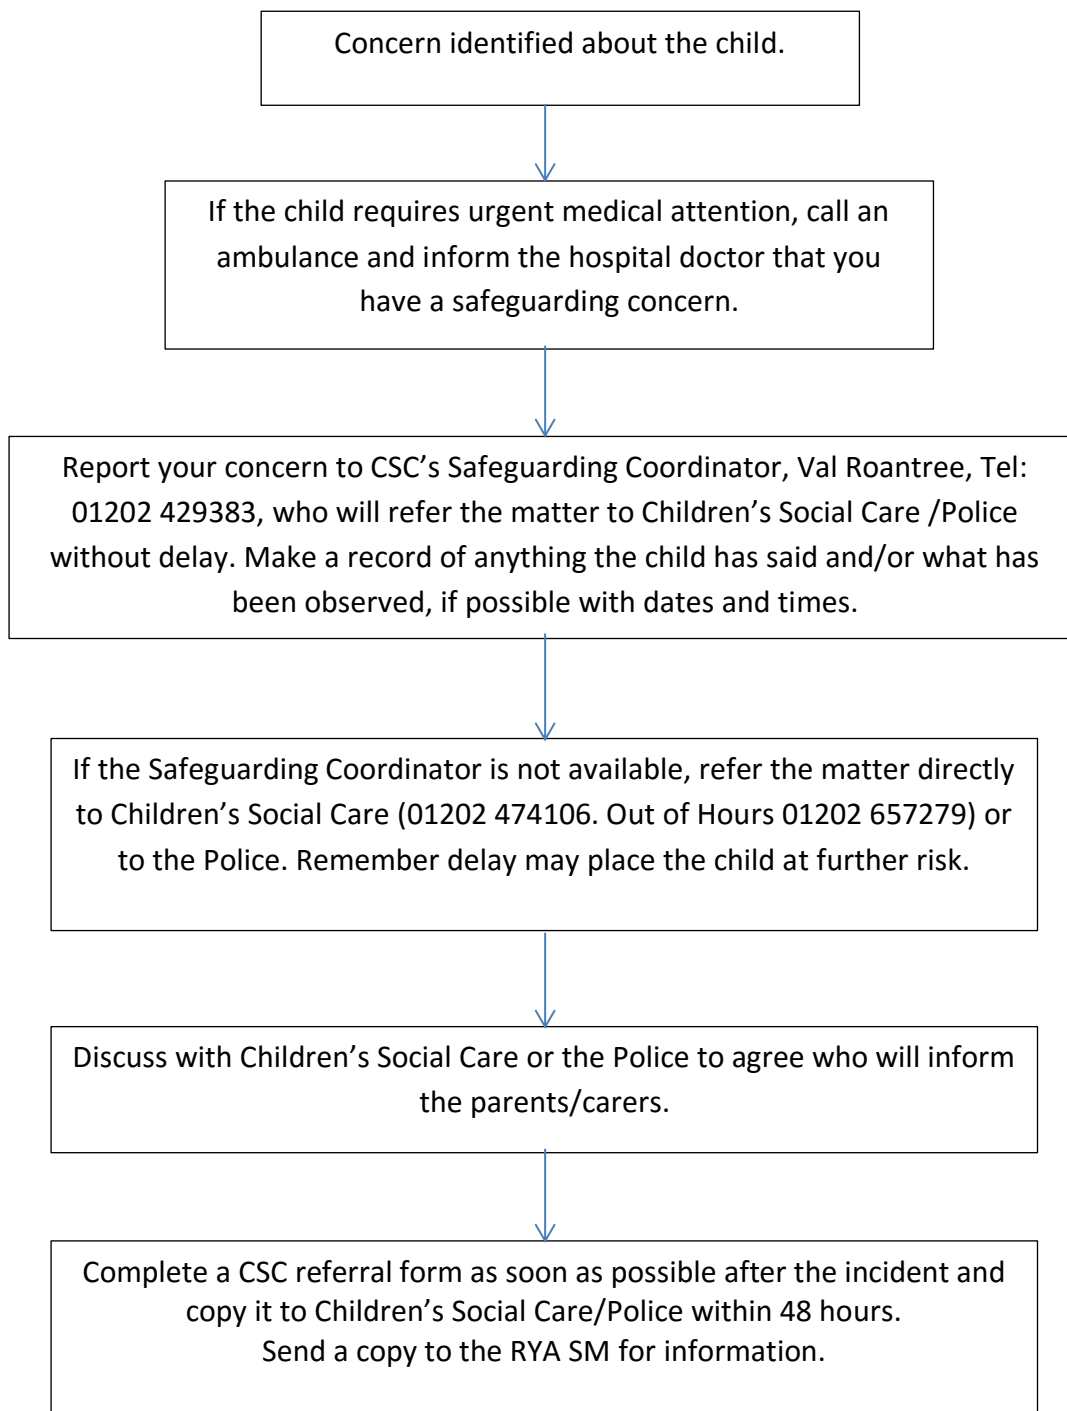 Concern identified about the child.
If the child requires urgent medical attention, call an
ambulance and inform the hospital doctor that you
have a safeguarding concern.
Report your concern to CSC’s Safeguarding Coordinator, Val Roantree, Tel:
01202 429383, who will refer the matter to Children’s Social Care /Police
without delay. Make a record of anything the child has said and/or what has
been observed, if possible with dates and times.
If the Safeguarding Coordinator is not available, refer the matter directly
to Children’s Social Care (01202 474106. Out of Hours 01202 657279) or
to the Police. Remember delay may place the child at further risk.
Discuss with Children’s Social Care or the Police to agree who will inform
the parents/carers.
Complete a CSC referral form as soon as possible after the incident and
copy it to Children’s Social Care/Police within 48 hours.
Send a copy to the RYA SM for information.